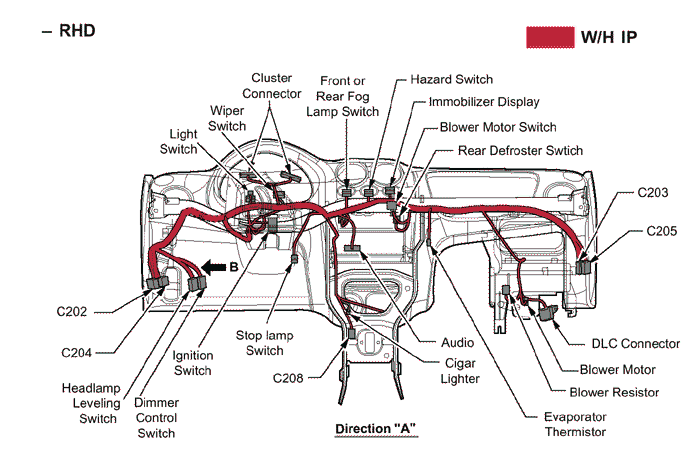 – RHD
W/H IP
Cluster
Connector
Front or
Rear Fog
Lamp Switch
Hazard Switch
Immobilizer Display
Wiper
Switch
Blower Motor Switch
Light
Switch
Rear Defroster Swtich
C203
C205
B
C202
C204
Stop lamp
Switch
Ignition
Switch
Audio
DLC Connector
C208
Cigar
Lighter
Blower Motor
Headlamp
Leveling
Switch
Dimmer
Control
Switch
Blower Resistor
Evaporator
Thermistor
Direction "A"